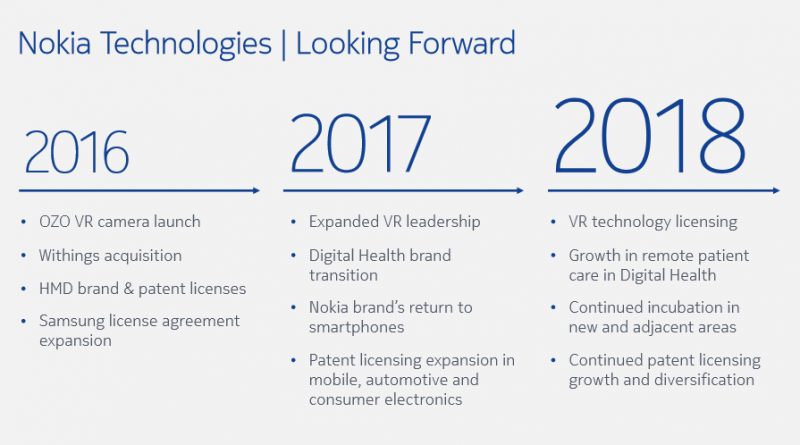 Nokia Technologies | Looking Forward
2016
• OZO VR camera launch
• Withings acquisition
• HMD brand & patent licenses
• Samsung license agreement
expansion
2017
• Expanded VR leadership
• Digital Health brand
transition
• Nokia brand's return to
smartphones
• Patent licensing expansion in
mobile, automotive and
consumer electronics
2018
• VR technology licensing
• Growth in remote patient
care in Digital Health
• Continued incubation in
new and adjacent areas
• Continued patent licensing
growth and diversification